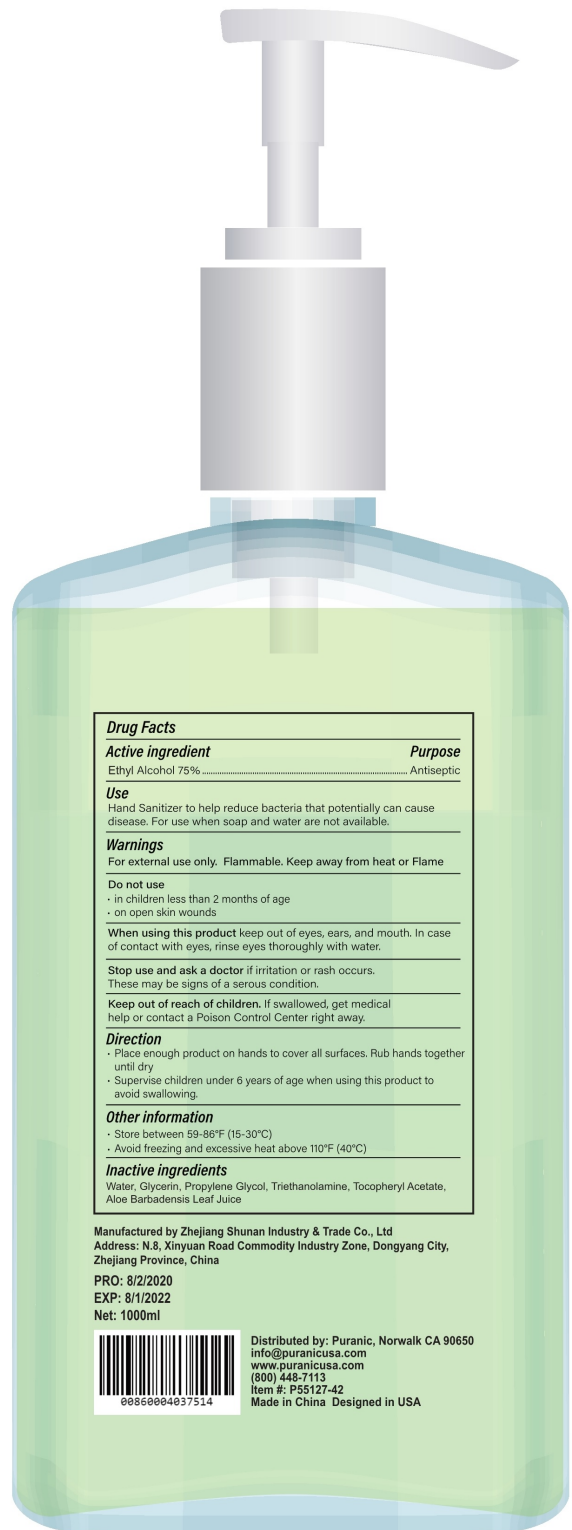 Drug Facts
Active ingredient Purpose
Ethyl Alcohol 75% ........................................................................ Antiseptic
Use
Hand Sanitizer to help reduce bacteria that potentially can cause
disease. For use when soap and water are not available.
Warnings
For external use only. Flammable. Keep away from heat or Flame
Do not use
· in children less than 2 months of age
· on open skin wounds
When using this product keep out of eyes, ears, and mouth. In case
of contact with eyes, rinse eyes thoroughly with water.
Stop use and ask a doctor if irritation or rash occurs.
These may be signs of a serous condition.
Keep out of reach of children. If swallowed, get medical
help or contact a Poison Control Center right away.
Direction
· Place enough product on hands to cover all surfaces. Rub hands together
until dry
· Supervise children under 6 years of age when using this product to
avoid swallowing.
Other information
· Store between 59-86°F (15-30°C)
· Avoid freezing and excessive heat above 110°F (40°C)
Inactive ingredients
Water, Glycerin, Propylene Glycol, Triethanolamine, Tocopheryl Acetate,
Aloe Barbadensis Leaf Juice
Manufactured by Zhejiang Shunan Industry & Trade Co., Ltd
Address: N.8, Xinyuan Road Commodity Industry Zone, Dongyang City,
Zhejiang Province, China
PRO: 8/2/2020
EXP: 8/1/2022
Net: 1000ml
00860004037514
Distributed by: Puranic, Norwalk CA 90650
info@puranicusa.com
www.puranicusa.com
(800) 448-7113
Item #: P55127-42
Made in China Designed in USA